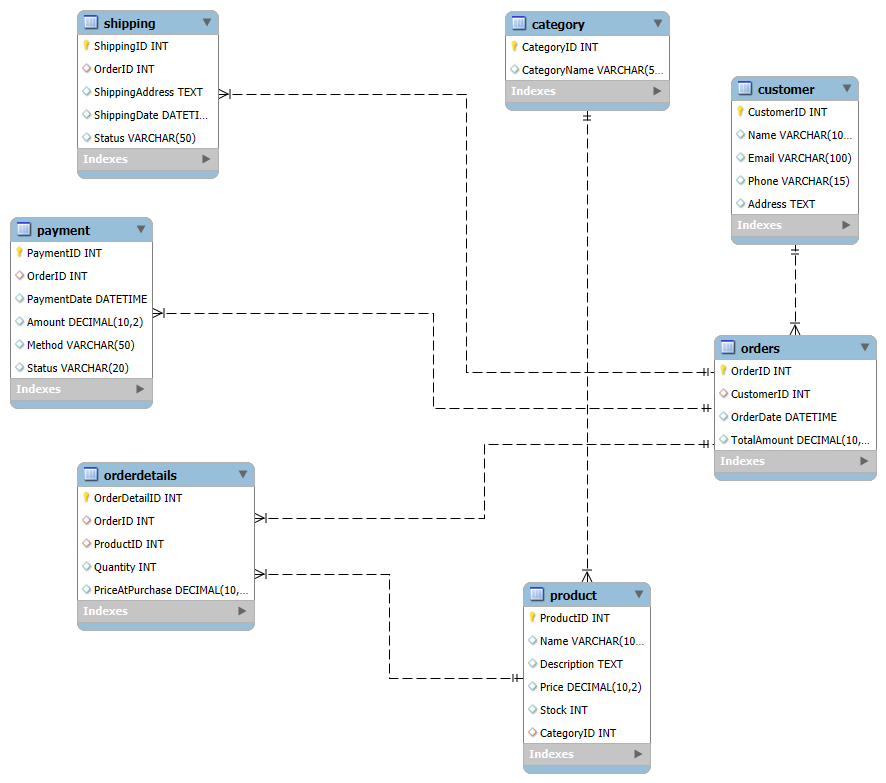 shipping
ShippingID INT
OrderID INT
ShippingAddress TEXT
ShippingDate DATETI...
Status VARCHAR(50)
Indexes
category
CategoryID INT
CategoryName VARCHAR(5...
Indexes
customer
CustomerID INT
Name VARCHAR(10...
Email VARCHAR(100)
Phone VARCHAR(15)
Address TEXT
Indexes
payment
PaymentID INT
OrderID INT
PaymentDate DATETIME
Amount DECIMAL(10,2)
Method VARCHAR(50)
Status VARCHAR(20)
Indexes
orders
OrderID INT
CustomerID INT
OrderDate DATETIME
TotalAmount DECIMAL(10,...
Indexes
orderdetails
OrderDetailID INT
OrderID INT
ProductID INT
Quantity INT
PriceAtPurchase DECIMAL(10,...
Indexes
product
ProductID INT
Name VARCHAR(10...
Description TEXT
Price DECIMAL(10,2)
Stock INT
CategoryID INT
Indexes